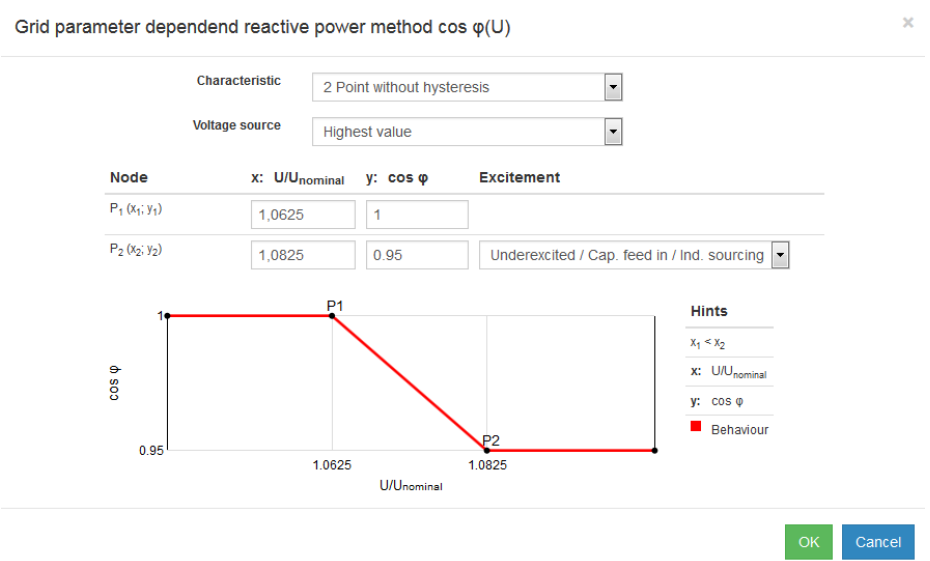 Grid parameter dependend reactive power method cos φ(U) ×
Characteristic 2 Point without hysteresis
Voltage source Highest value
Node x: U/Unominal y: cos φ Excitement
P1 (x1; y1) 1,0625 1
P2 (x2; y2) 1,0825 0.95 Underexcited / Cap. feed in / Ind. sourcing
P1
1
cos φ
P2
0.95
1.0625 1.0825
U/Unominal
Hints
x1 < x2
x: U/Unominal
y: cos φ
Behaviour
OK Cancel